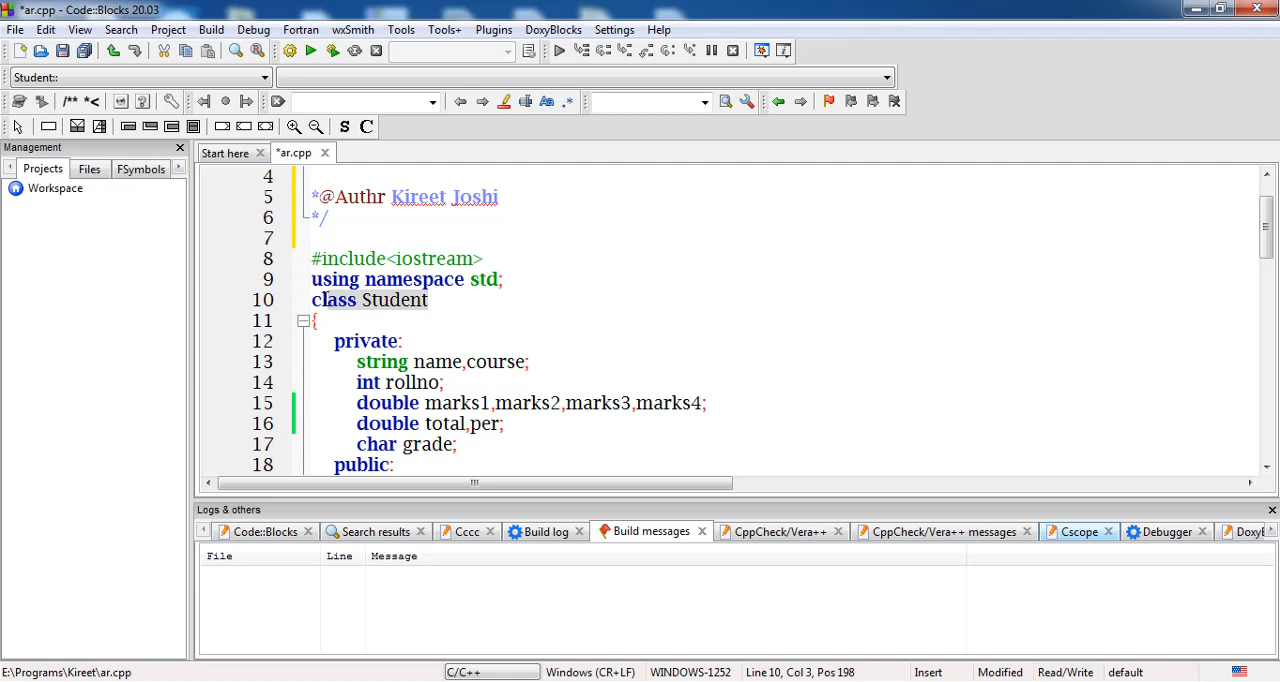 *ar.cpp - Code::Blocks 20.03
File Edit View Search Project Build Debug Fortran wxSmith Tools Tools+ Plugins DoxyBlocks Settings Help
Student::
/** *< 
Aa .*
S C
Management
Projects Files FSymbols
Workspace
Start here *ar.cpp
4
5 *@Authr Kireet Joshi
6 */
7
8 #include<iostream>
9 using namespace std;
10 class Student
11 {
12 private:
13 string name,course;
14 int rollno;
15 double marks1,marks2,marks3,marks4;
16 double total,per;
17 char grade;
18 public:
Logs & others
Code::Blocks Search results Cccc Build log Build messages CppCheck/Vera++ CppCheck/Vera++ messages Cscope Debugger DoxyB
File Line Message
E:\Programs\Kireet\ar.cpp C/C++ Windows (CR+LF) WINDOWS-1252 Line 10, Col 3, Pos 198 Insert Modified Read/Write default